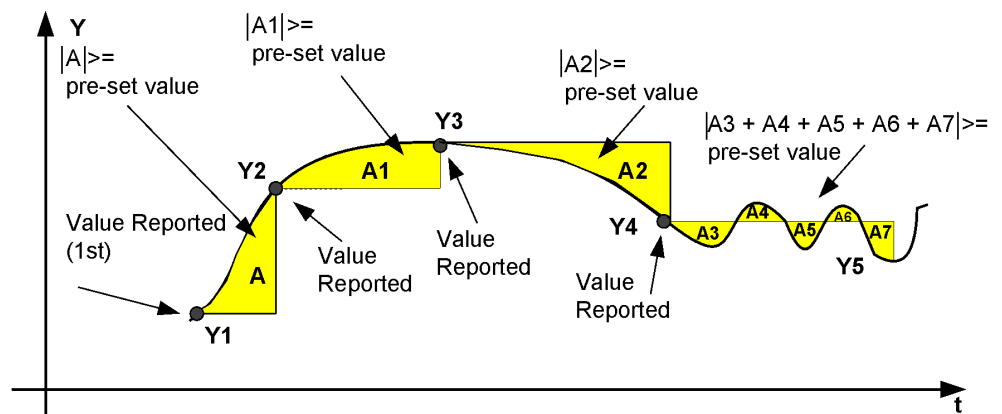 Y
|A|>=
pre-set value
|A1|>=
pre-set value
|A2|>=
pre-set value
|A3 + A4 + A5 + A6 + A7|>=
pre-set value
Y3
Y2
A1
A2
Value Reported
(1st)
A
Value
Reported
Value
Reported
Y4
Value
Reported
A3
A4
A5
A6
A7
Y5
Y1
t